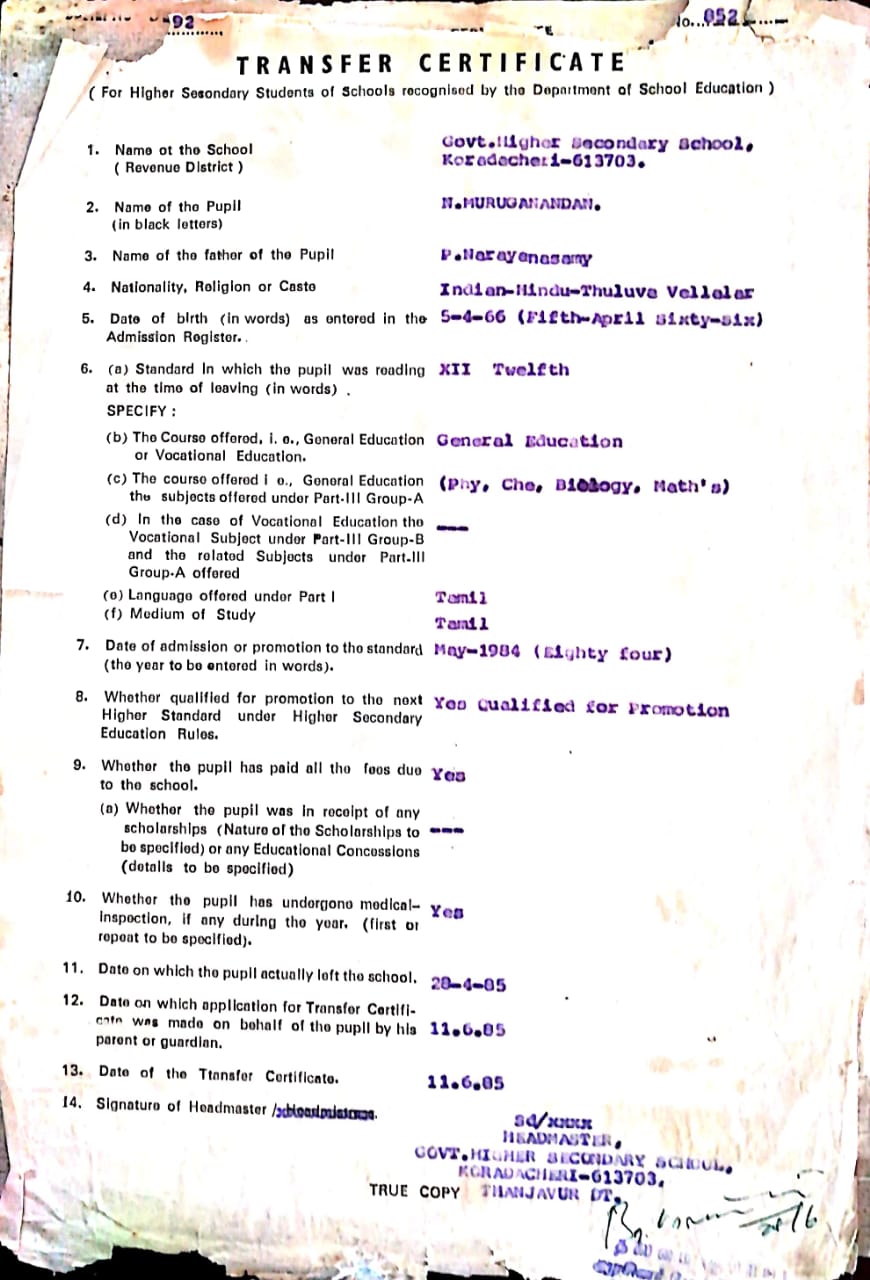 92
No...052
TRANSFER CERTIFICATE
( For Higher Secondary Students of Schools recognised by the Department of School Education )
1. Name ot the School Govt.Higher Secondary School,
( Revenue District ) Koradacheri-613703.
2. Name of the Pupil N.MURUGANANDAN.
(in black letters)
3. Name of the father of the Pupil P.Narayanasamy
4. Nationality, Religion or Caste Indian-Hindu-Thuluva Vellalar
5. Date of birth (in words) as entered in the 5-4-66 (Fifth-April Sixty-six)
Admission Register.
6. (a) Standard in which the pupil was reading XII Twelfth
at the time of leaving (in words) .
SPECIFY :
(b) The Course offered, i. e., General Education General Education
or Vocational Education.
(c) The course offered i e., General Education (Phy, Che, Biology, Math's)
the subjects offered under Part-III Group-A
(d) In the case of Vocational Education the ---
Vocational Subject under Part-III Group-B
and the related Subjects under Part-III
Group-A offered
(e) Language offered under Part I Tamil
(f) Medium of Study Tamil
7. Date of admission or promotion to the standard May-1984 (Eighty four)
(the year to be entered in words).
8. Whether qualified for promotion to the next Yes Qualified for Promotion
Higher Standard under Higher Secondary
Education Rules.
9. Whether the pupil has paid all the fees due Yes
to the school.
(a) Whether the pupil was in receipt of any
scholarships (Nature of the Scholarships to ---
be specified) or any Educational Concessions
(details to be specified)
10. Whether the pupil has undergone medical- Yes
Inspection, if any during the year. (first or
repeat to be specified).
11. Date on which the pupil actually left the school. 28-4-85
12. Date on which application for Transfer Certifi-
cate was made on behalf of the pupil by his 11.6.85
parent or guardian.
13. Date of the Ttansfer Certificate. 11.6.85
14. Signature of Headmaster /
Sd/xxxx
HEADMASTER,
GOVT.HIGHER SECONDARY SCHOOL,
KORADACHERI-613703.
TRUE COPY THANJAVUR DT.